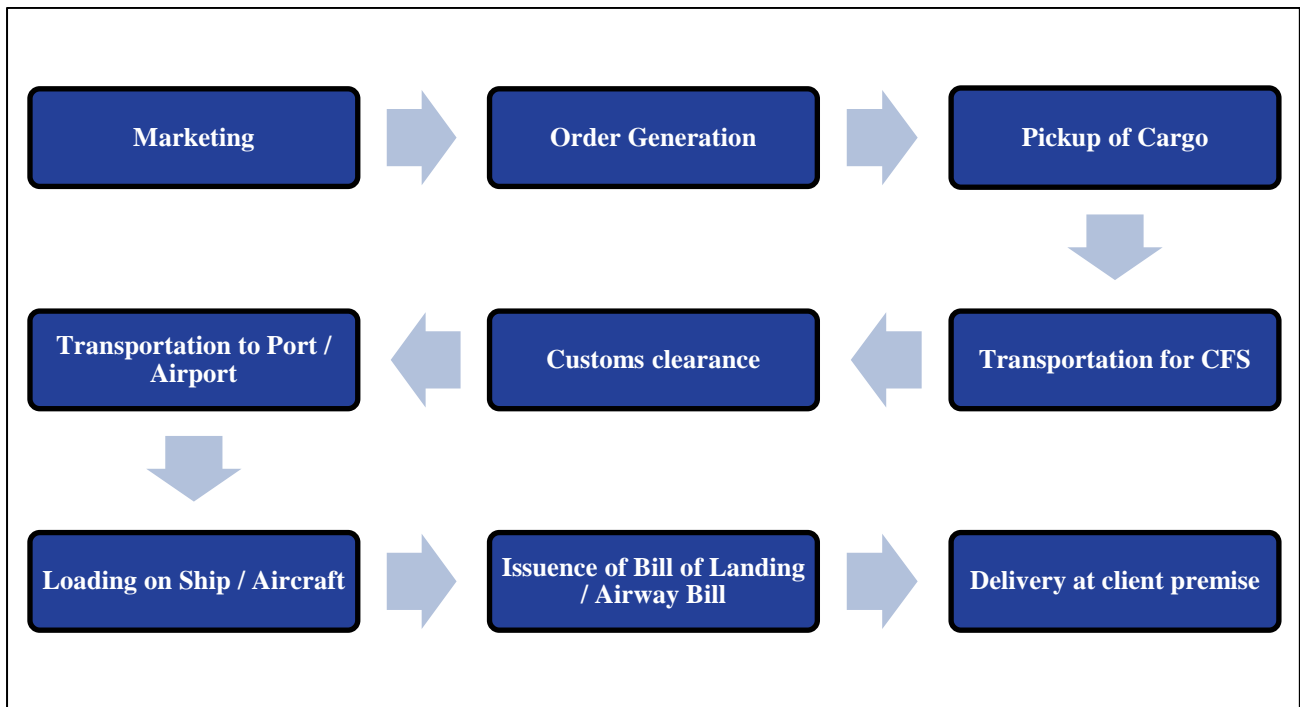 Marketing
Order Generation
Pickup of Cargo
Transportation for CFS
Customs clearance
Transportation to Port /
Airport
Loading on Ship / Aircraft
Issuence of Bill of Landing
/ Airway Bill
Delivery at client premise